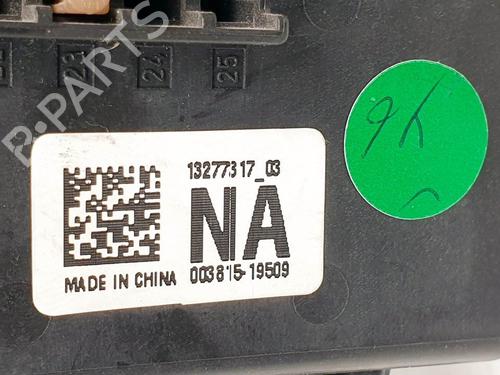 B-PARTS
23 24 25
13277317_03
NA
MADE IN CHINA 003815-19509